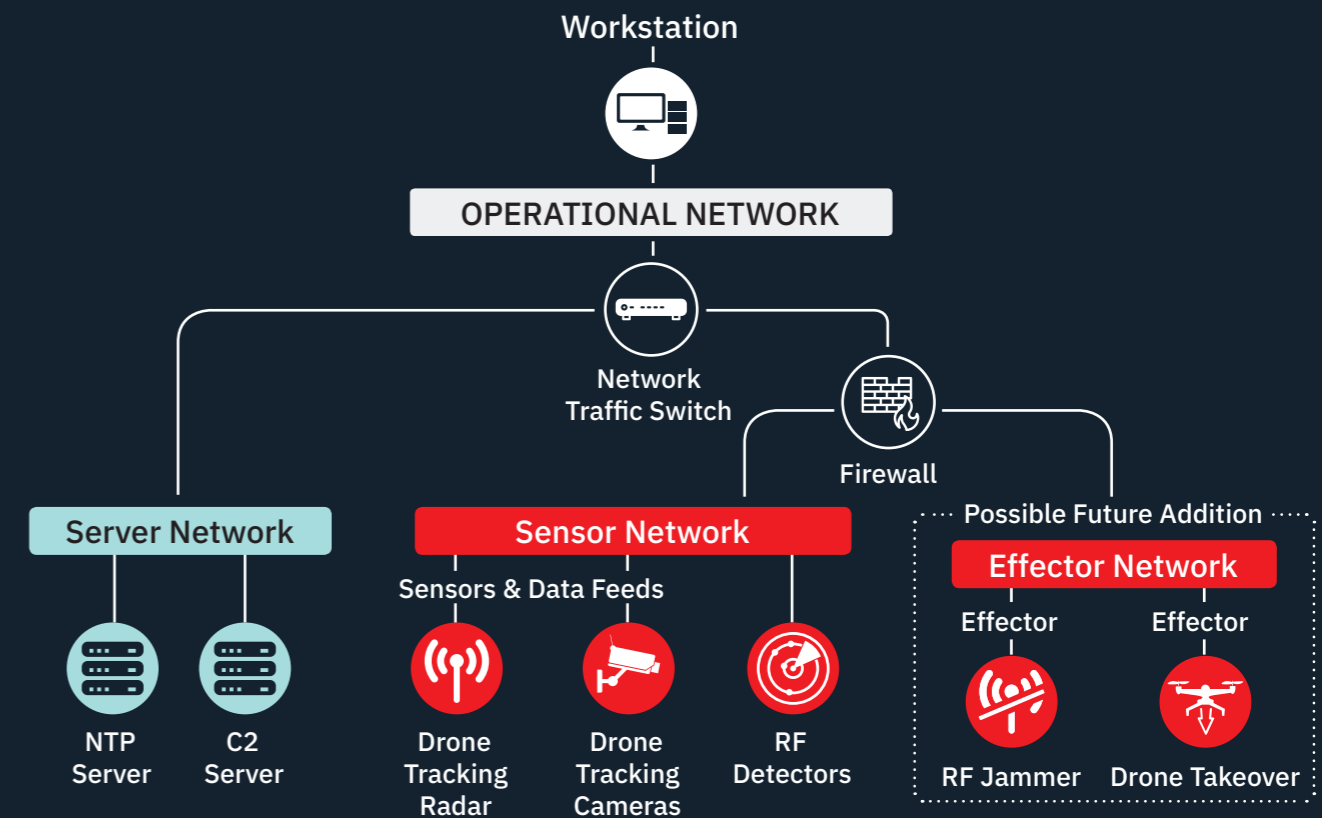 Workstation
OPERATIONAL NETWORK
Network
Traffic Switch
Firewall
Server Network
NTP
Server
C2
Server
Sensor Network
Sensors & Data Feeds
Drone
Tracking
Radar
Drone
Tracking
Cameras
RF
Detectors
Possible Future Addition
Effector Network
Effector
Effector
RF Jammer
Drone Takeover